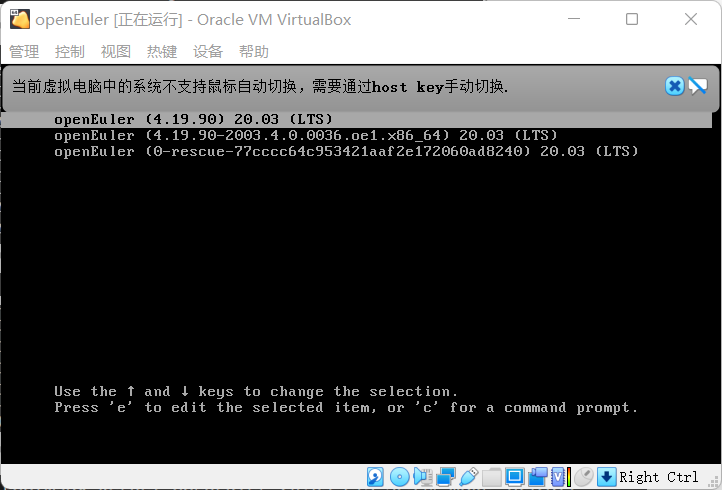 openEuler [正在运行] - Oracle VM VirtualBox
管理 控制 视图 热键 设备 帮助
当前虚拟电脑中的系统不支持鼠标自动切换，需要通过host key手动切换.
openEuler (4.19.90) 20.03 (LTS)
openEuler (4.19.90-2003.4.0.0036.oe1.x86_64) 20.03 (LTS)
openEuler (0-rescue-77cccc64c953421aaf2e172060ad8240) 20.03 (LTS)
Use the ↑ and ↓ keys to change the selection.
Press 'e' to edit the selected item, or 'c' for a command prompt.
Right Ctrl